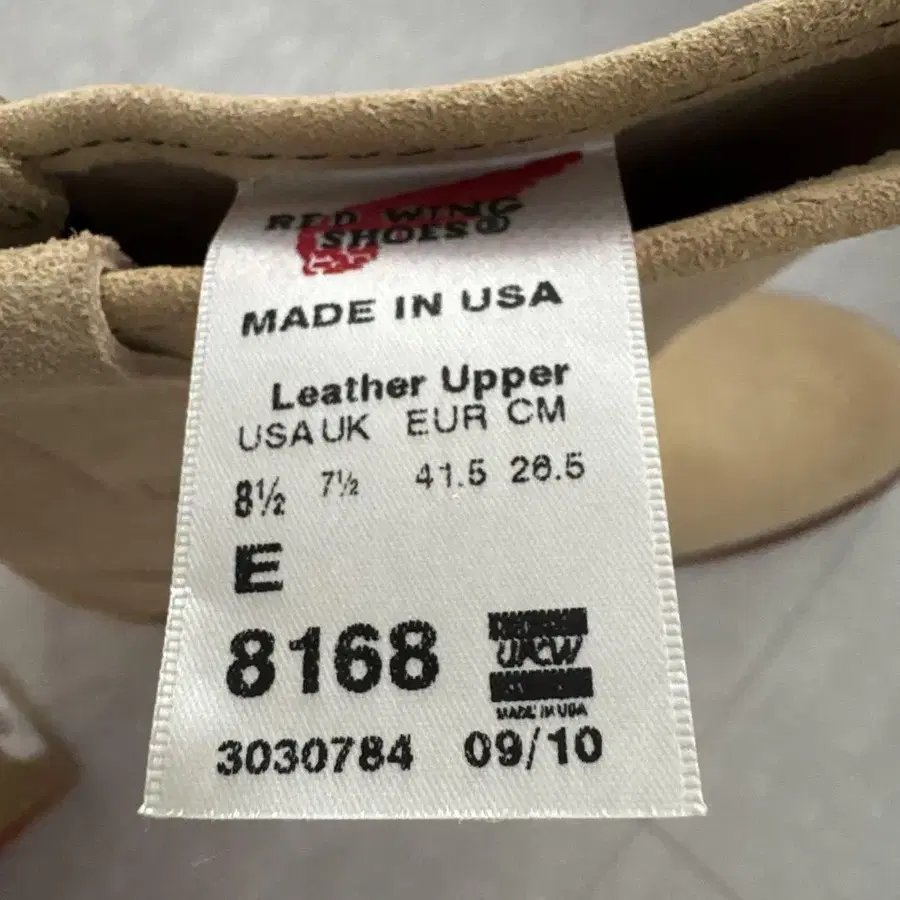 RED WING
SHOES®
MADE IN USA
Leather Upper
USA UK EUR CM
8½ 7½ 41.5 26.5
E
8168
UFCW
MADE IN USA
3030784 09/10